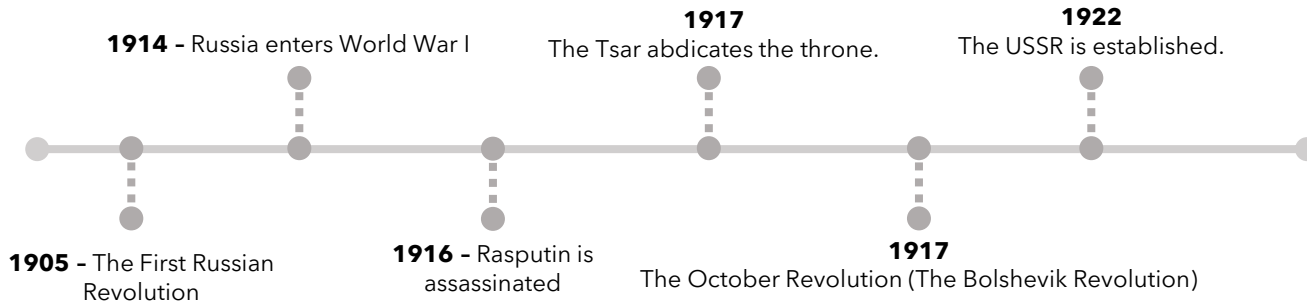 1905 – The First Russian
Revolution
1914 – Russia enters World War I
1916 – Rasputin is
assassinated
1917
The Tsar abdicates the throne.
1917
The October Revolution (The Bolshevik Revolution)
1922
The USSR is established.